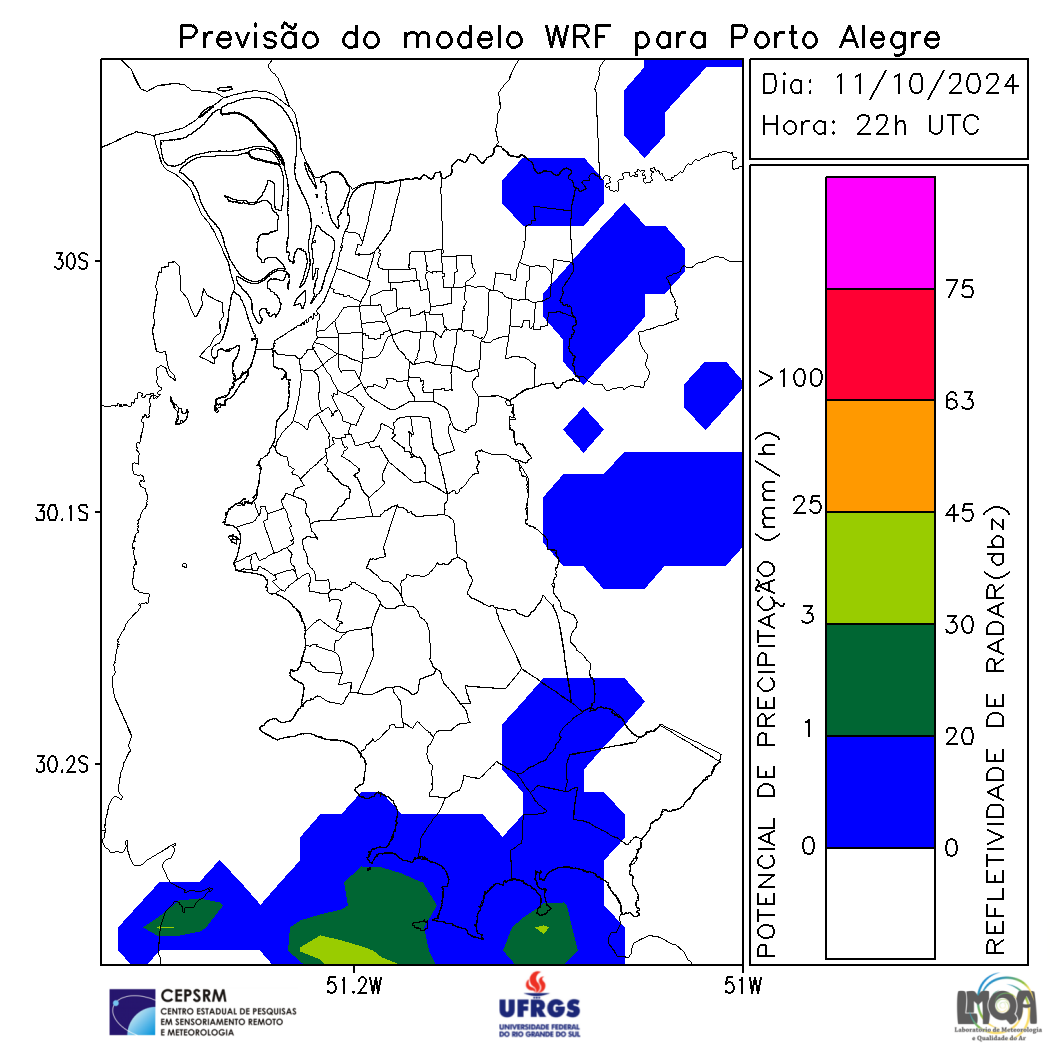 Previsão do modelo WRF para Porto Alegre
Dia: 11/10/2024
Hora: 22h UTC
30S
30.1S
30.2S
51.2W
51W
POTENCIAL DE PRECIPITAÇÃO (mm/h)
>100
25
3
1
0
75
63
45
30
20
0
REFLETIVIDADE DE RADAR(dbz)
CEPSRM
CENTRO ESTADUAL DE PESQUISAS
EM SENSORIAMENTO REMOTO
E METEOROLOGIA
UFRGS
UNIVERSIDADE FEDERAL
DO RIO GRANDE DO SUL
LMQA
Laboratório de Meteorologia
e Qualidade do Ar